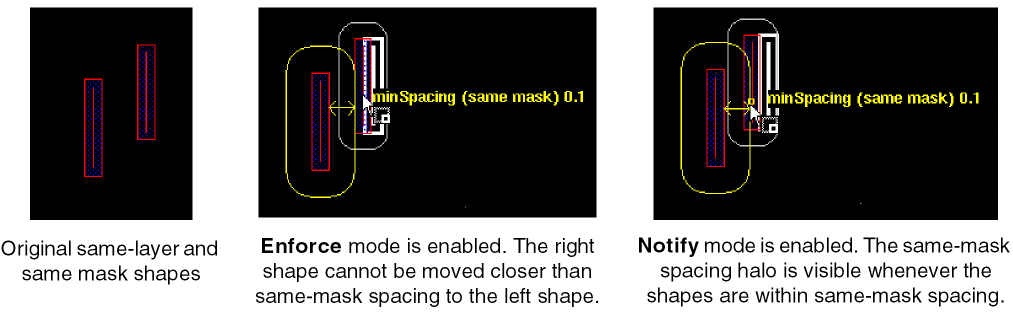 minSpacing (same mask) 0.1
minSpacing (same mask) 0.1
Original same-layer and
same mask shapes
Enforce mode is enabled. The right
shape cannot be moved closer than
same-mask spacing to the left shape.
Notify mode is enabled. The same-mask
spacing halo is visible whenever the
shapes are within same-mask spacing.